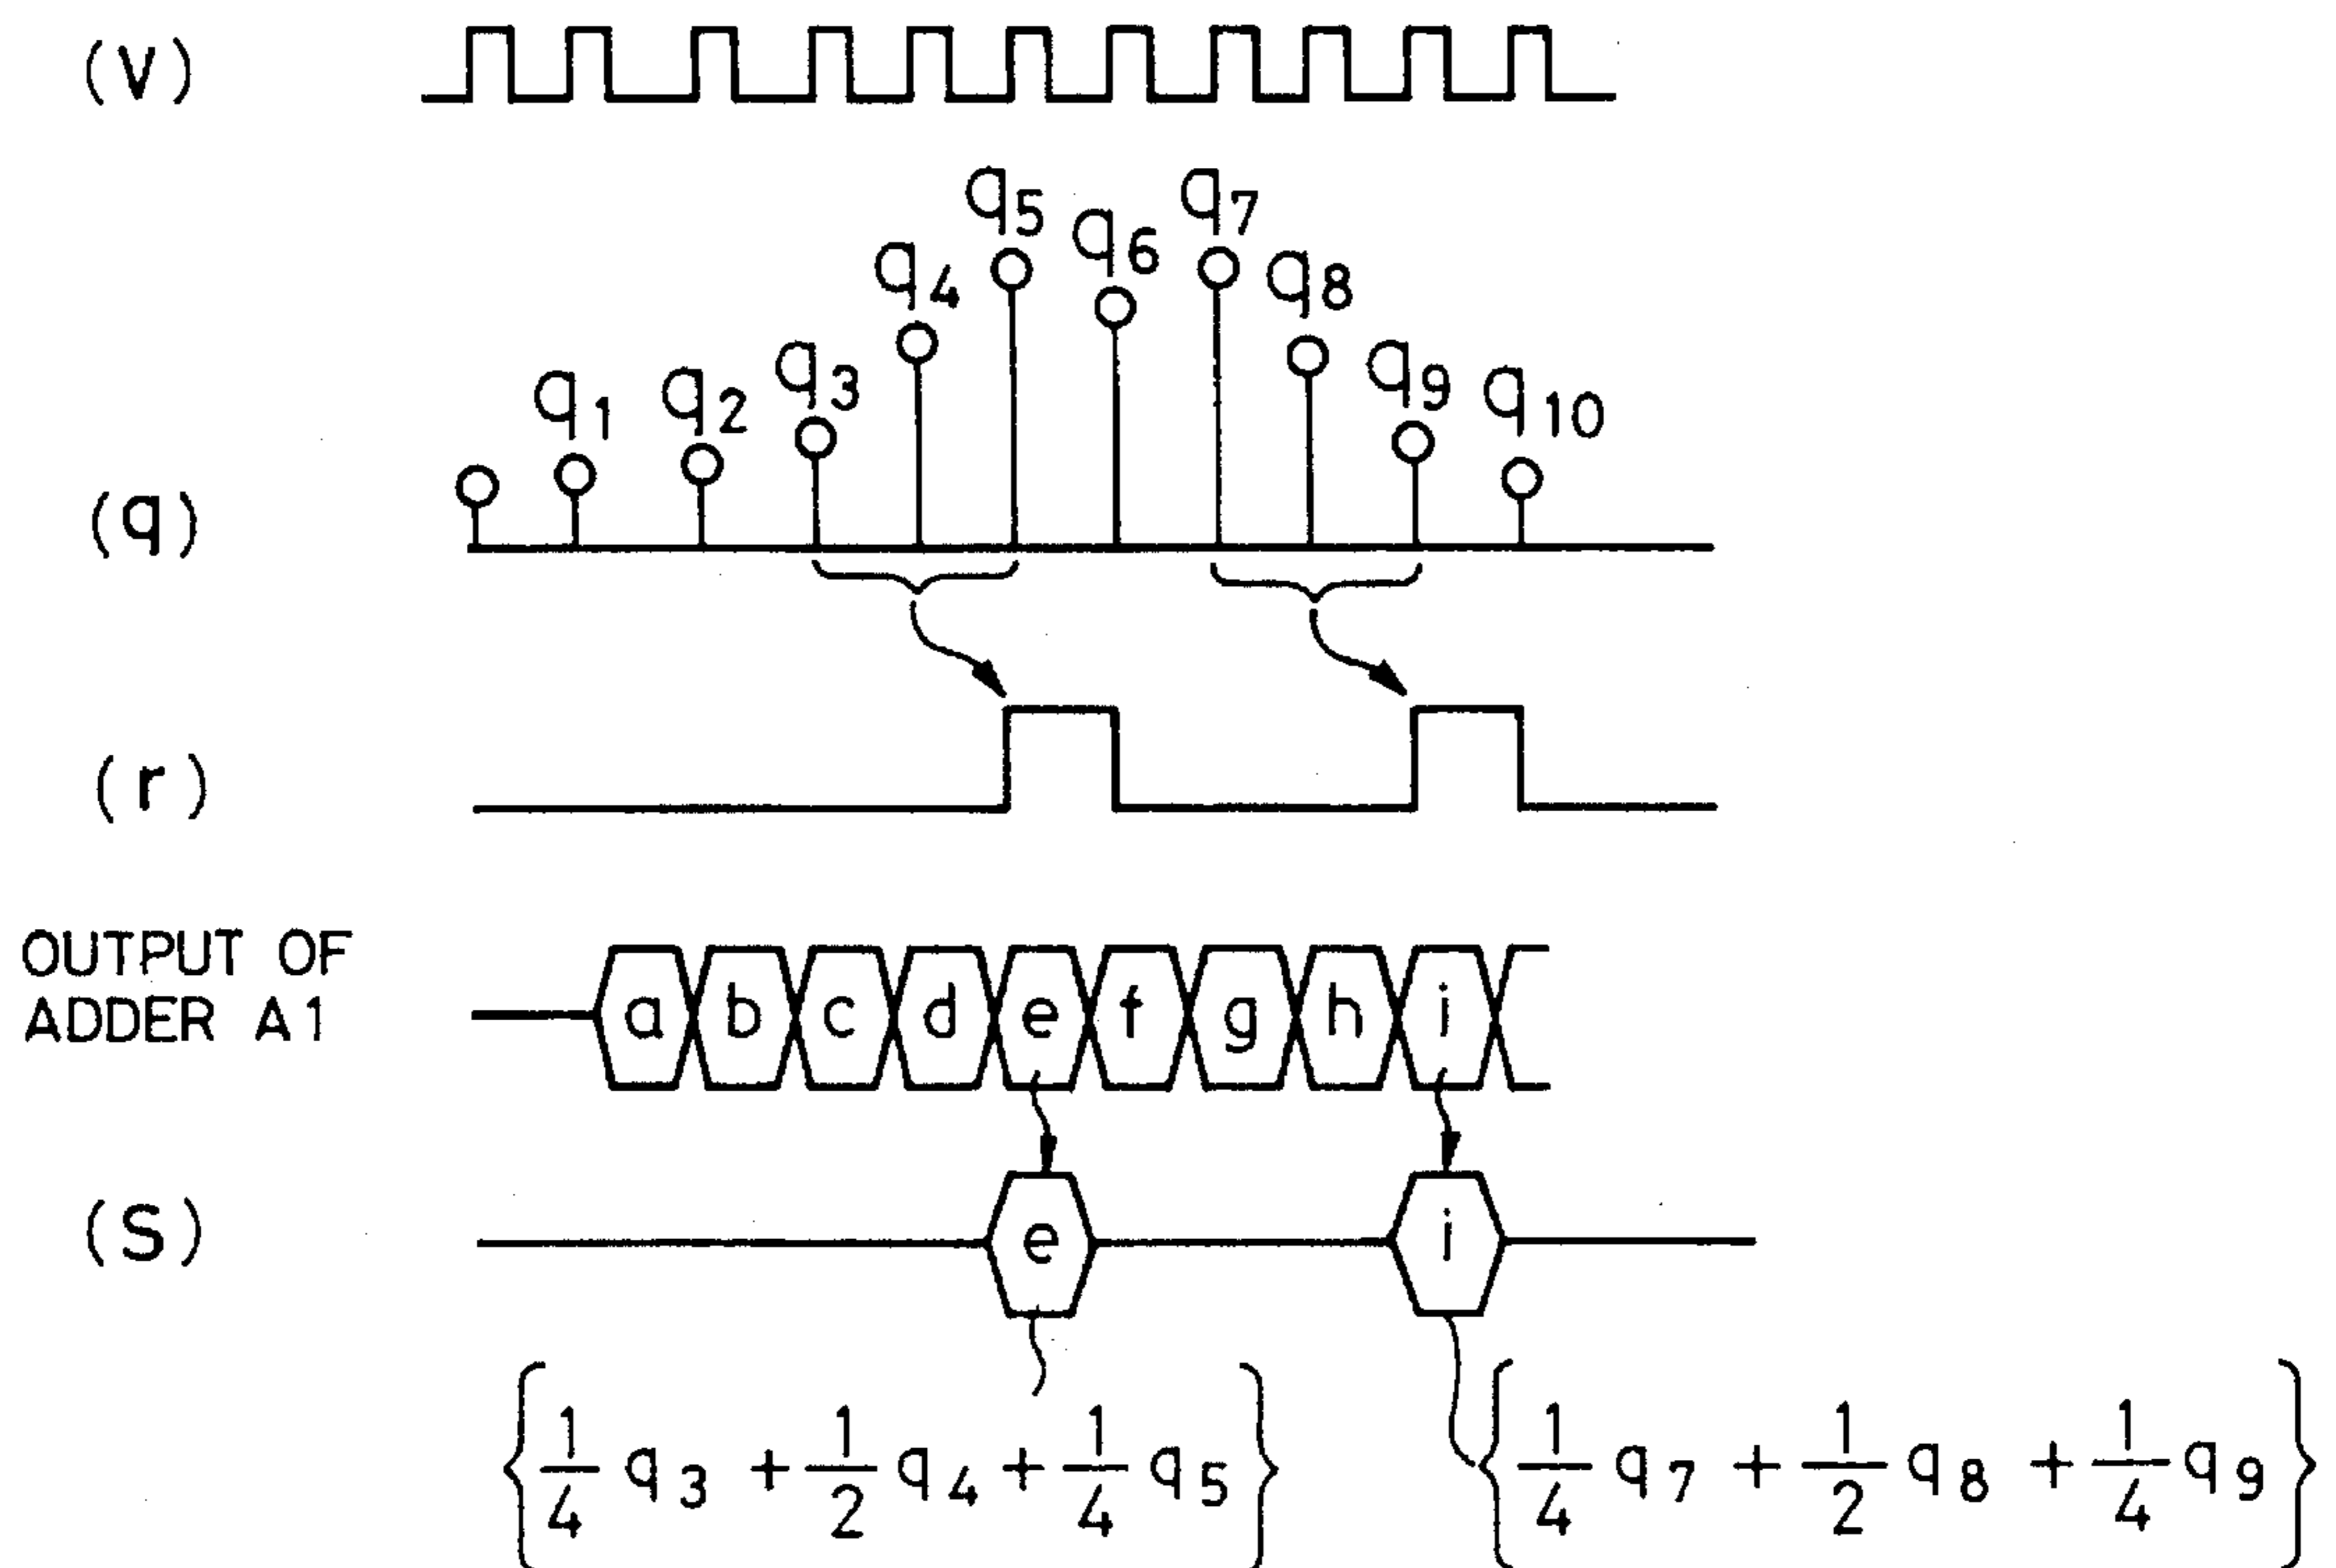 (V)
q5 q7
q6
q4 q8
q3 q9
q1 q2 q10
(q)
(r)
OUTPUT OF
ADDER A1
a b c d e f g h i
(S)
e i
{1/4 q3 + 1/2 q4 + 1/4 q5} {1/4 q7 + 1/2 q8 + 1/4 q9}